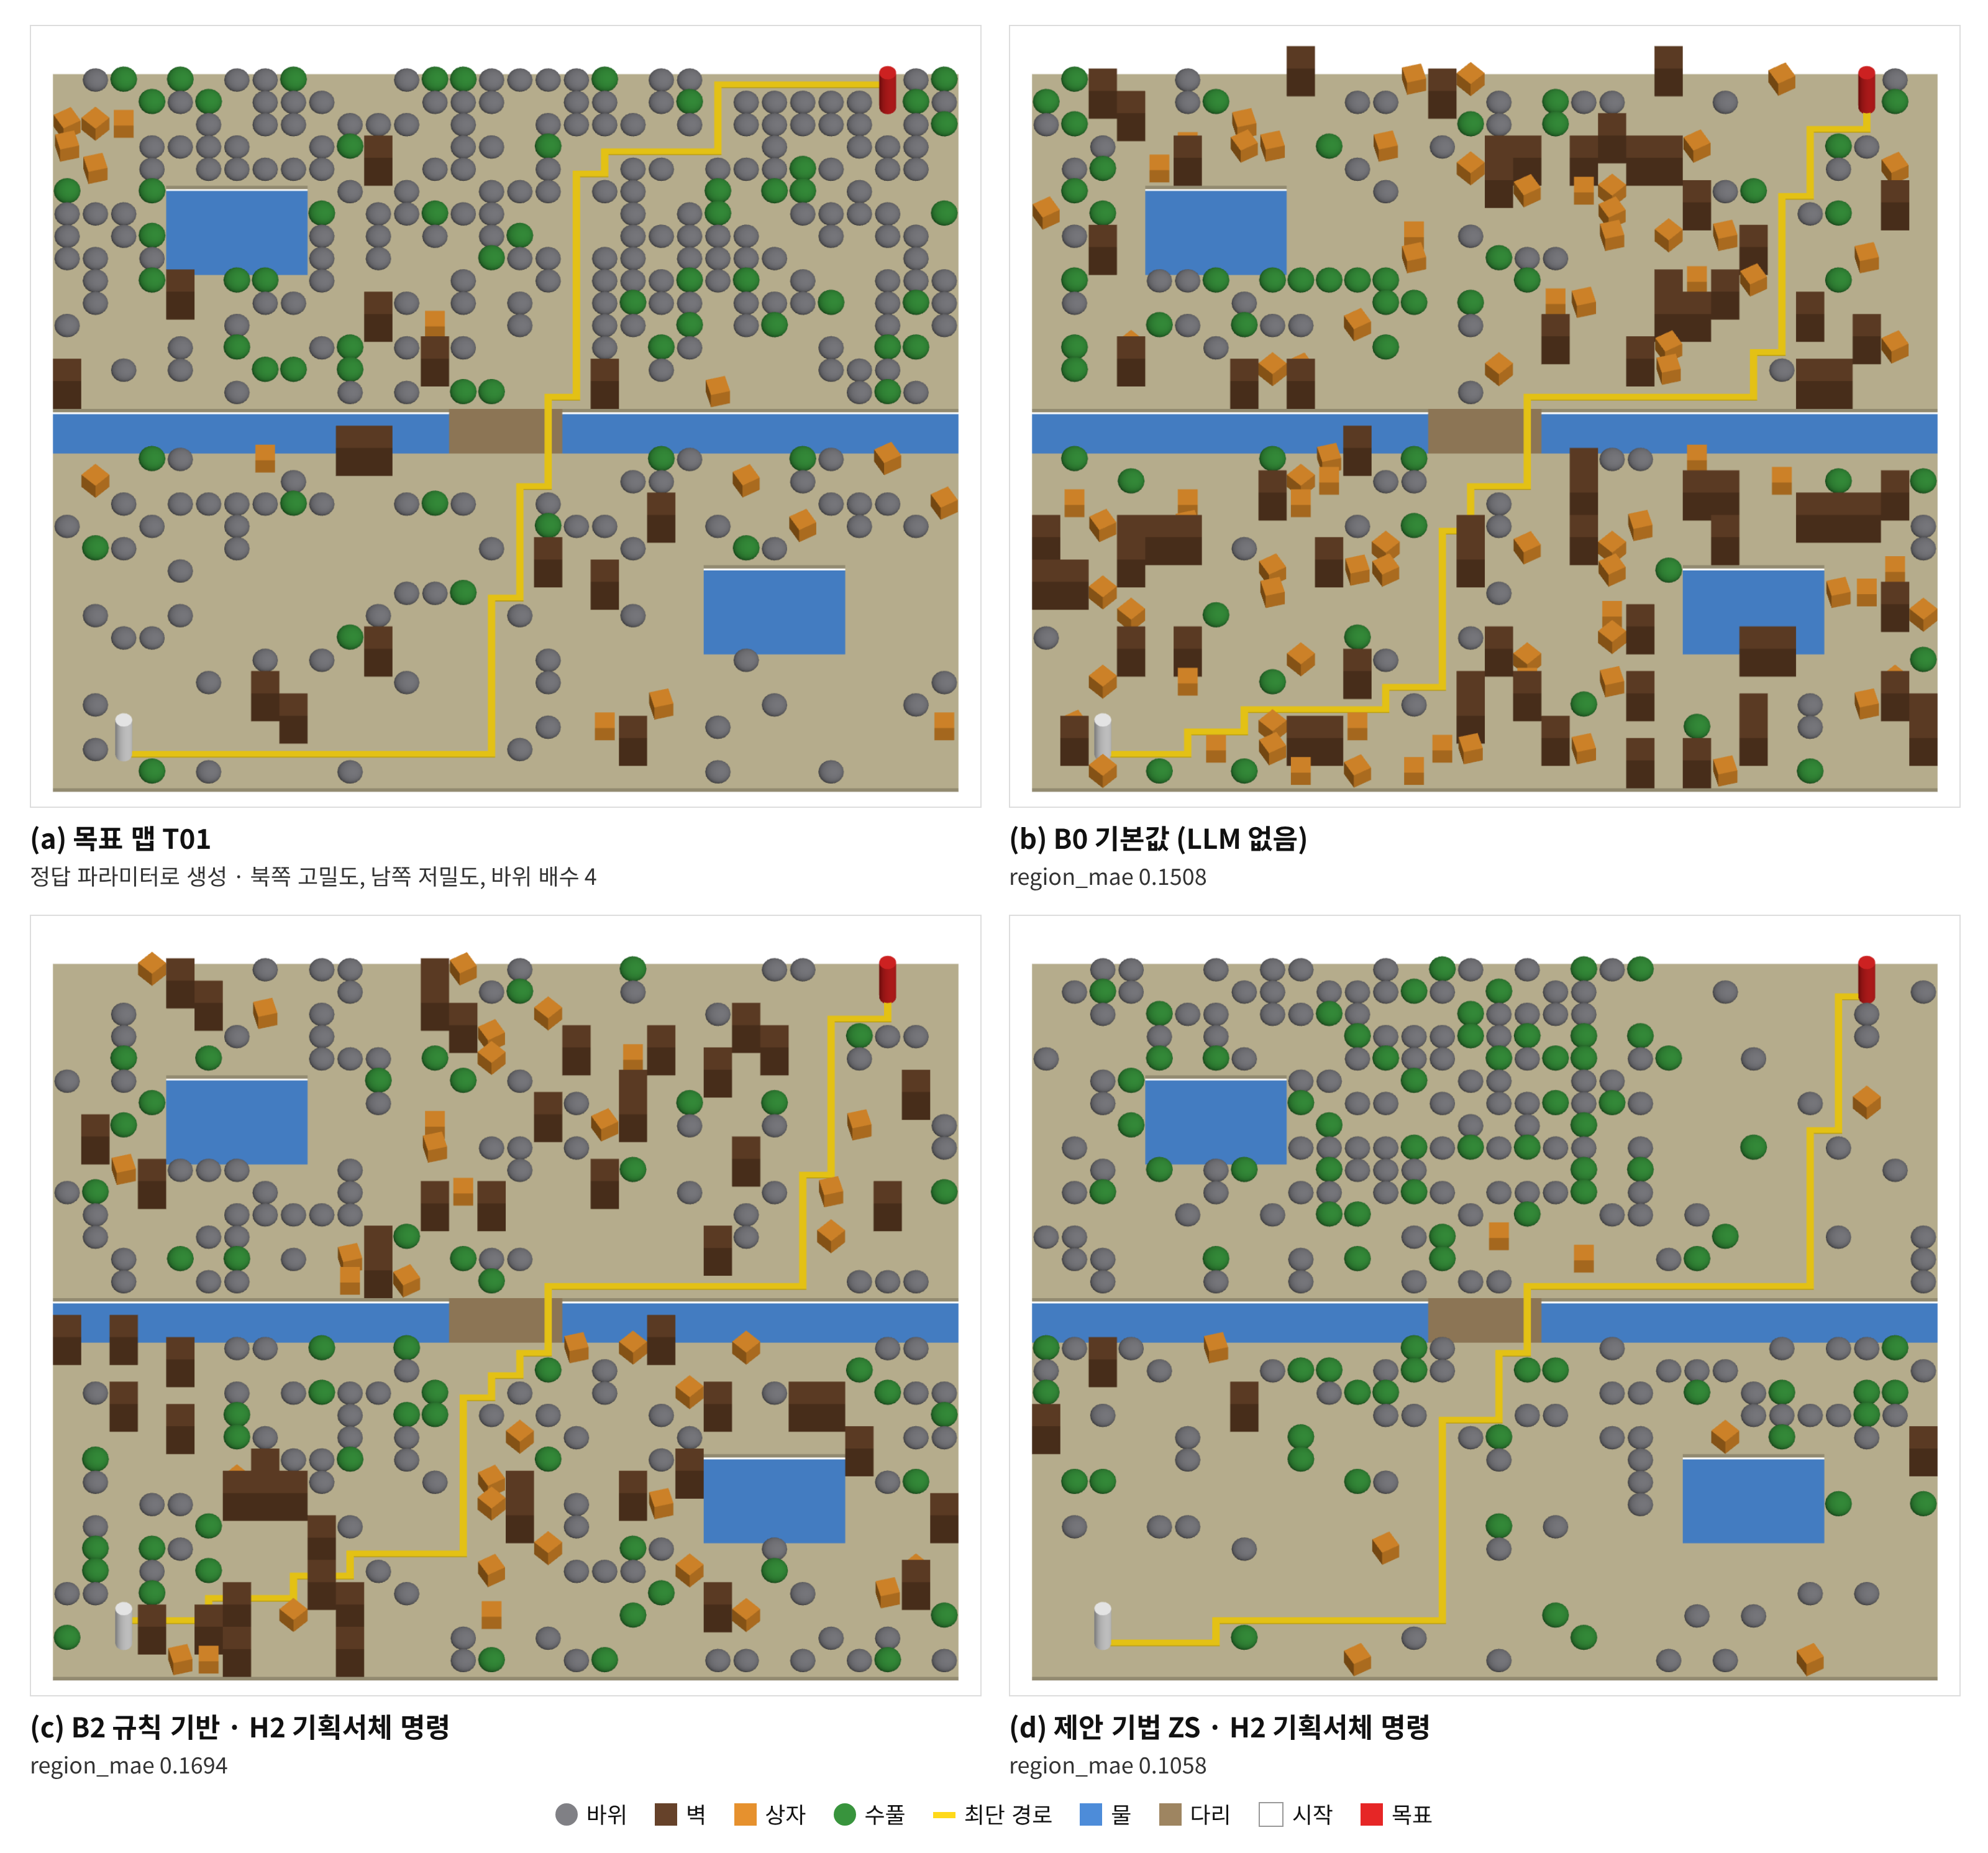 (a) 목표 맵 T01
정답 파라미터로 생성 · 북쪽 고밀도, 남쪽 저밀도, 바위 배수 4
(b) B0 기본값 (LLM 없음)
region_mae 0.1508
(c) B2 규칙 기반 · H2 기획서체 명령
region_mae 0.1694
(d) 제안 기법 ZS · H2 기획서체 명령
region_mae 0.1058
바위 벽 상자 수풀 최단 경로 물 다리 시작 목표